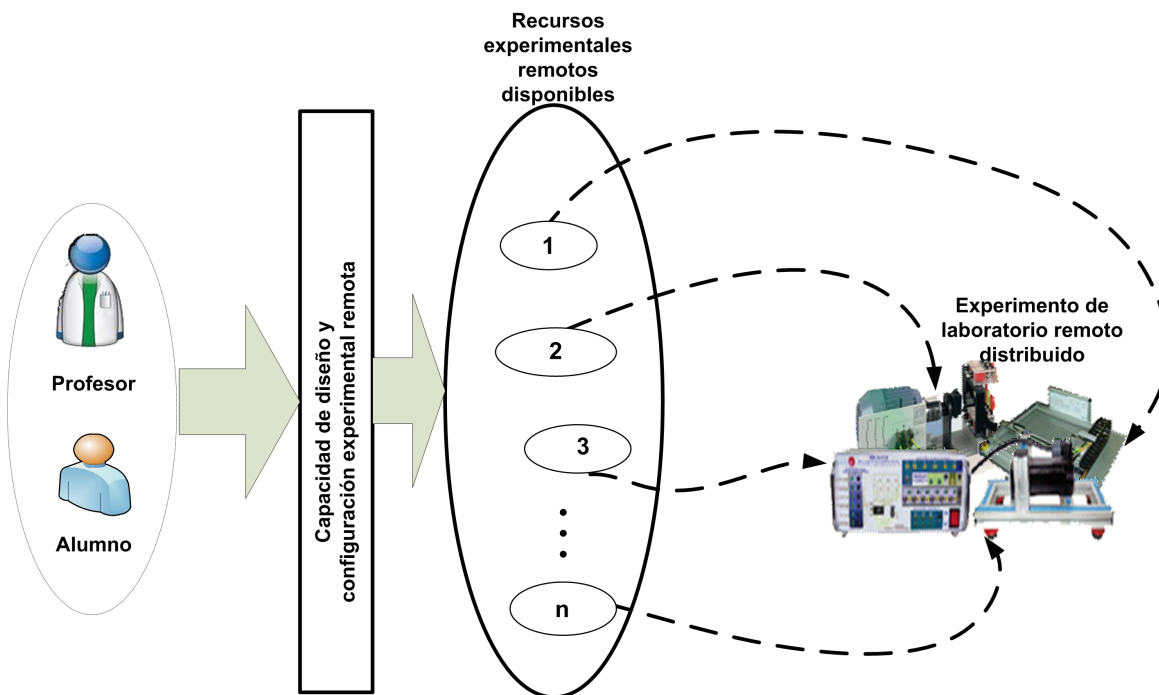 Recursos
experimentales
remotos
disponibles
Profesor
Alumno
Capacidad de diseño y
configuración experimental remota
1
2
3
n
Experimento de
laboratorio remoto
distribuido